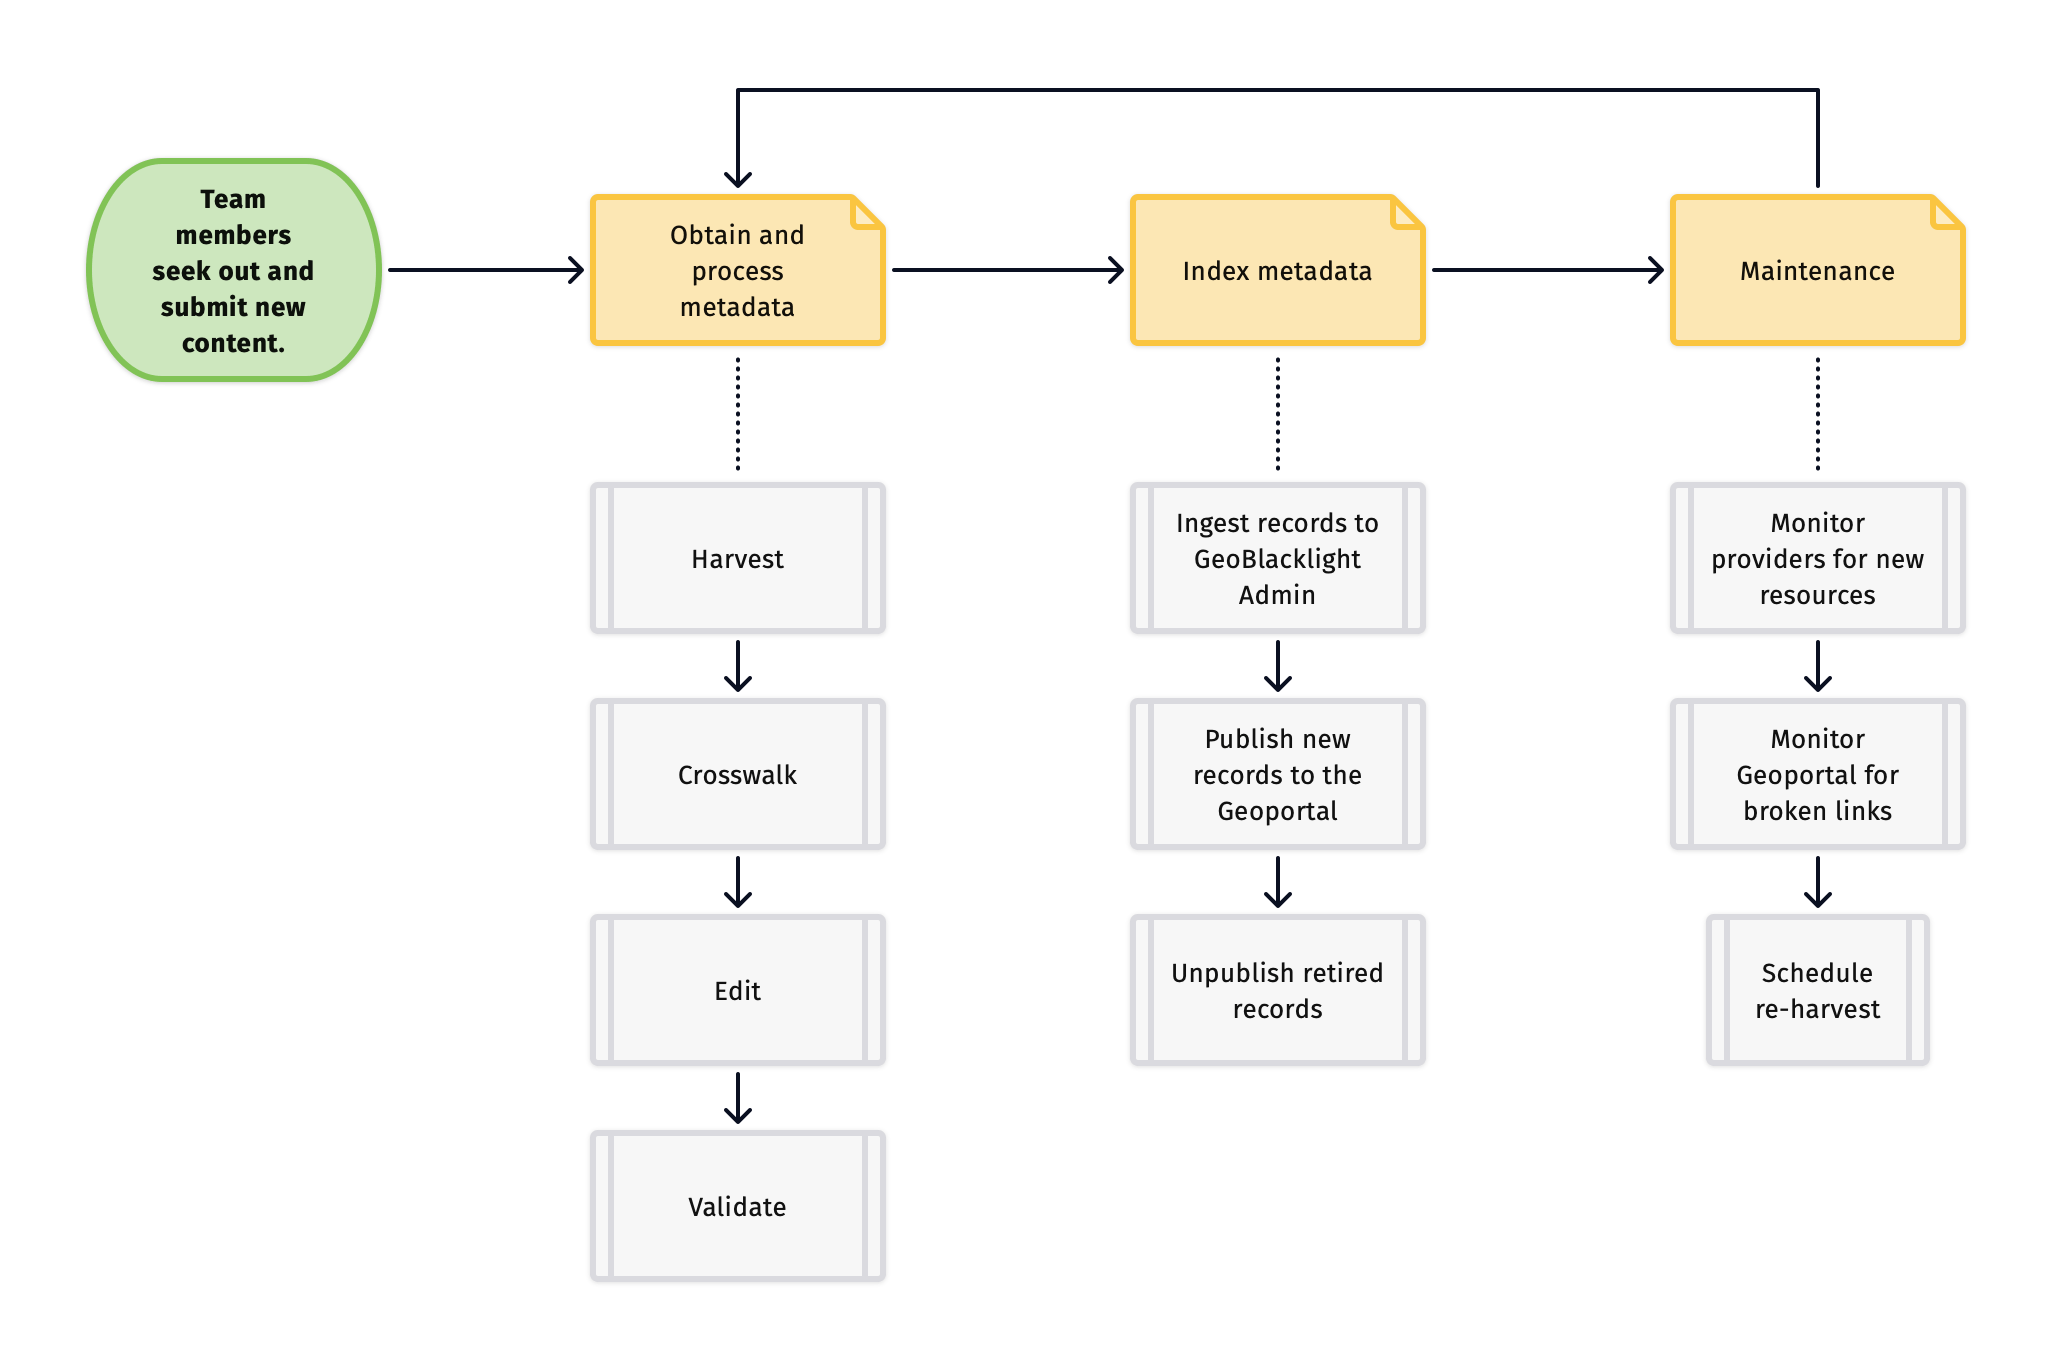 Team
members
seek out and
submit new
content.
Obtain and
process
metadata
Index metadata
Maintenance
Harvest
Crosswalk
Edit
Validate
Ingest records to
GeoBlacklight
Admin
Publish new
records to the
Geoportal
Unpublish retired
records
Monitor
providers for new
resources
Monitor
Geoportal for
broken links
Schedule
re-harvest